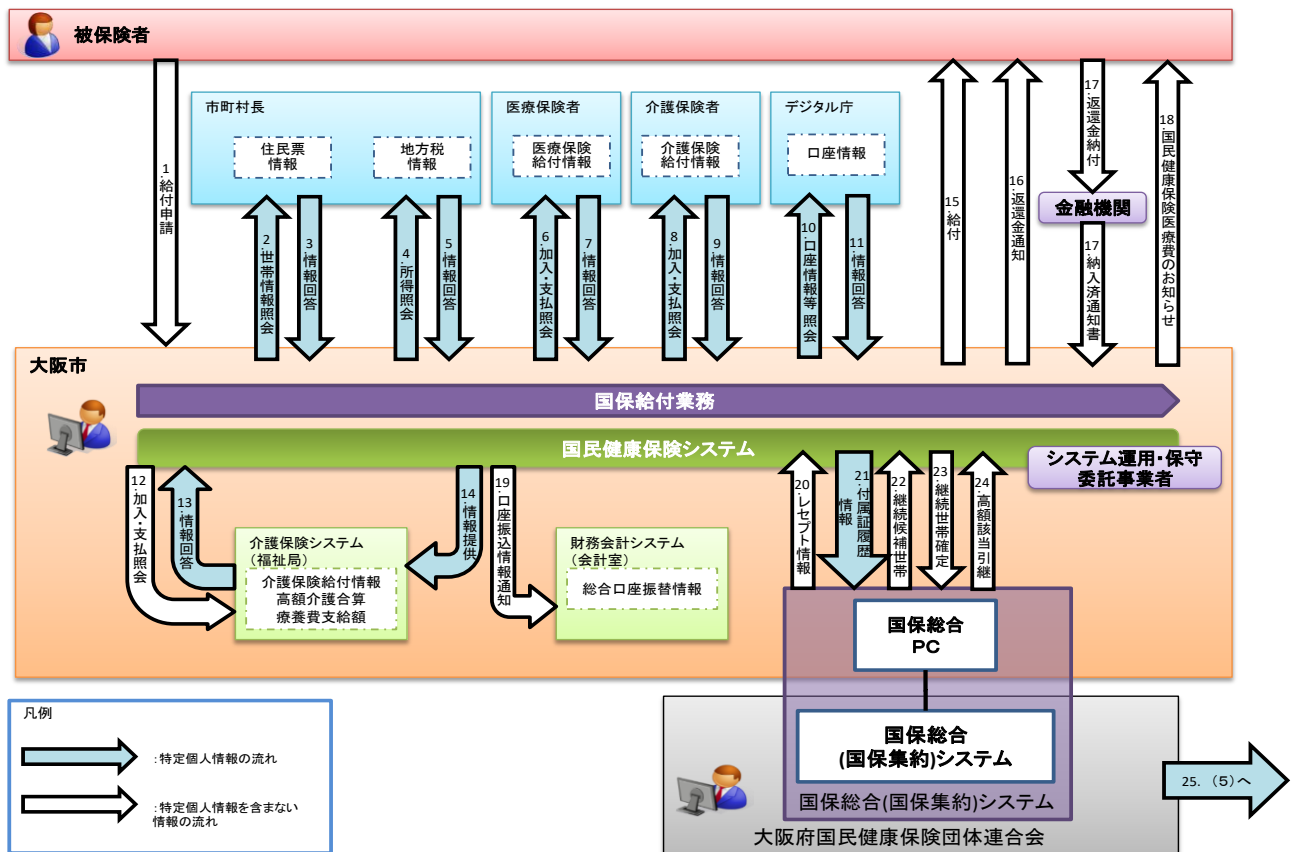 被保険者
1.給付申請
市町村長
住民票
情報
地方税
情報
医療保険者
医療保険
給付情報
介護保険者
介護保険
給付情報
デジタル庁
口座情報
2.世帯情報照会
3.情報回答
4.所得照会
5.情報回答
6.加入・支払照会
7.情報回答
8.加入・支払照会
9.情報回答
10.口座情報等照会
11.情報回答
15.給付
16.返還金通知
17.返還金納付
金融機関
17.納入済通知書
18.国民健康保険医療費のお知らせ
大阪市
国保給付業務
国民健康保険システム
システム運用・保守
委託事業者
12.加入・支払照会
13.情報回答
介護保険システム
(福祉局)
介護保険給付情報
高額介護合算
療養費支給額
14.情報提供
19.口座振込情報通知
財務会計システム
(会計室)
総合口座振替情報
20.レセプト情報
21.付属証履歴
情報
22.継続候補世帯
23.継続世帯確定
24.高額該当引継
国保総合
PC
国保総合
(国保集約)システム
国保総合(国保集約)システム
大阪府国民健康保険団体連合会
25. (5)へ
凡例
:特定個人情報の流れ
:特定個人情報を含まない
情報の流れ